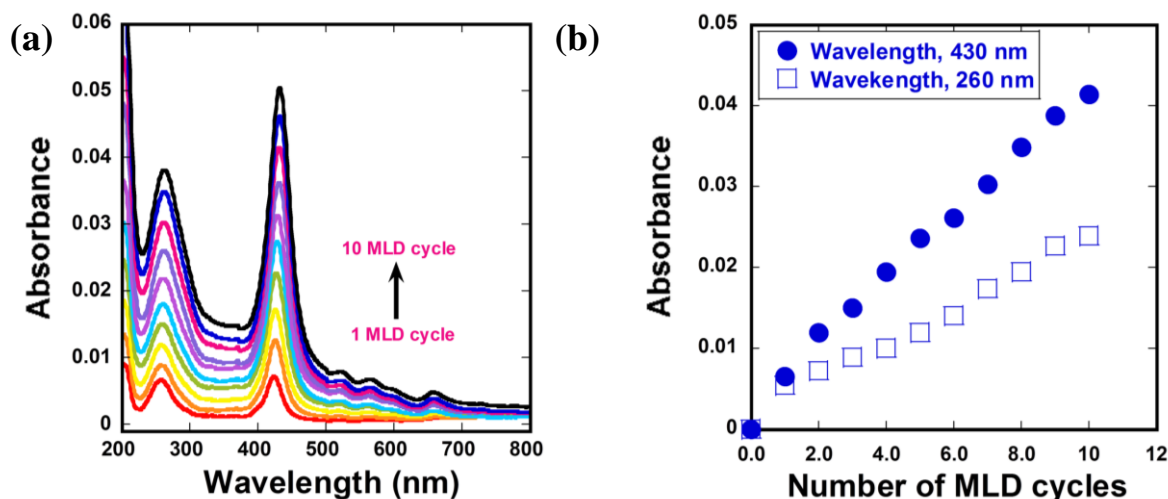 (a)
0.06
0.05
0.04
0.03
0.02
0.01
0
Absorbance
10 MLD cycle
1 MLD cycle
200 300 400 500 600 700 800
Wavelength (nm)
(b)
0.05
0.04
0.03
0.02
0.01
0
Absorbance
Wavelength, 430 nm
Wavekength, 260 nm
0.0 2.0 4.0 6.0 8.0 10.0 12
Number of MLD cycles